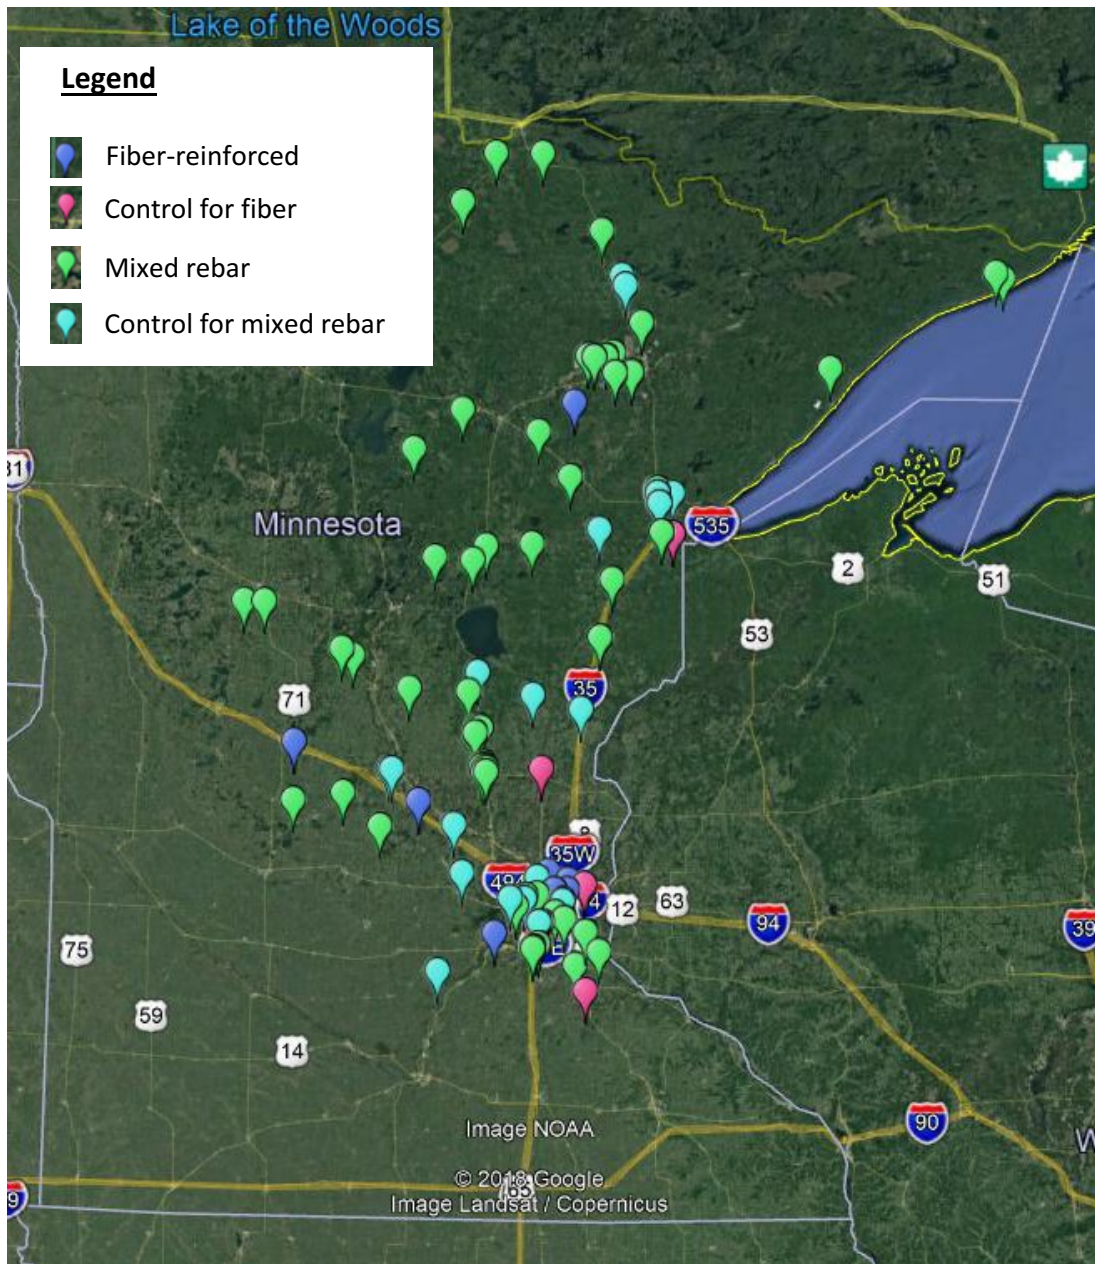 Lake of the Woods
Legend
Fiber-reinforced
Control for fiber
Mixed rebar
Control for mixed rebar
Minnesota
535
2
51
53
35
71
35W
494
12
63
94
39
75
59
14
90
Image NOAA
© 2018 Google
Image Landsat / Copernicus